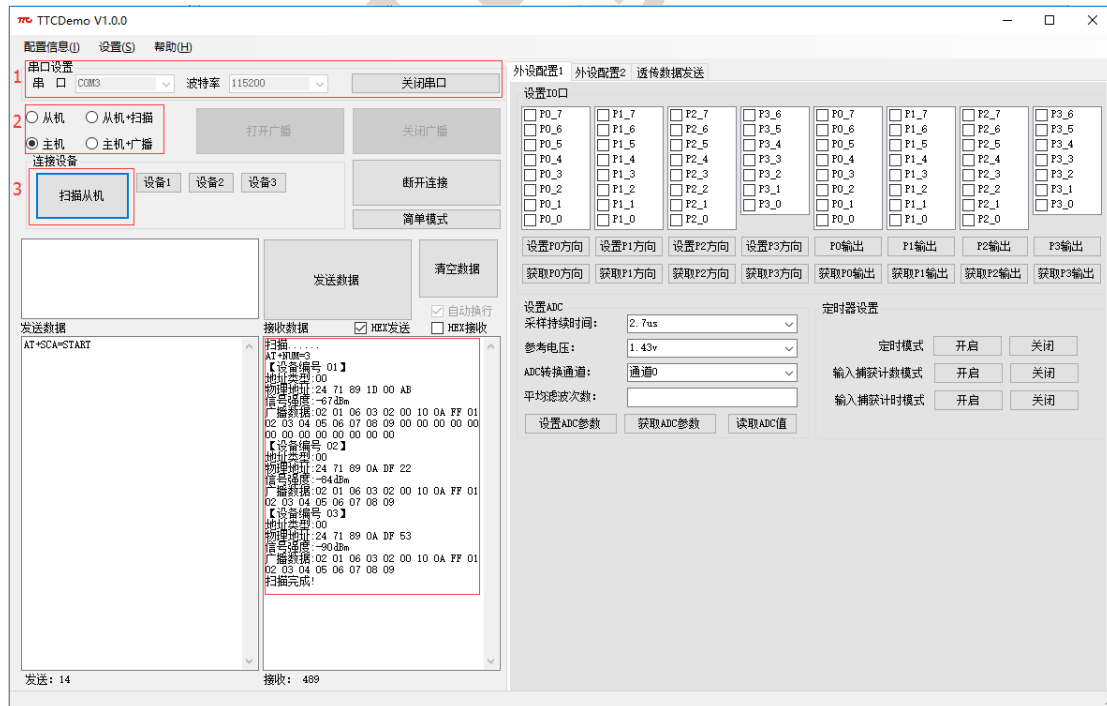 TTCDemo V1.0.0
配置信息(I) 设置(S) 帮助(H)
串口设置
1 串 口 COM3 波特率 115200 关闭串口
2 从机 从机+扫描
主机 主机+广播
打开广播 关闭广播
连接设备
3 扫描从机 设备1 设备2 设备3 断开连接
简单模式
发送数据 清空数据
自动换行
发送数据 接收数据 HEX发送 HEX接收
AT+SCA=START
扫描......
AT+NUM=3
【设备编号 01】
地址类型:00
物理地址:24 71 89 1D 00 AB
信号强度:-67dBm
广播数据:02 01 06 03 02 00 10 0A FF 01
02 03 04 05 06 07 08 09 00 00 00 00 00
00 00 00 00 00 00 00 00
【设备编号 02】
地址类型:00
物理地址:24 71 89 0A DF 22
信号强度:-84dBm
广播数据:02 01 06 03 02 00 10 0A FF 01
02 03 04 05 06 07 08 09
【设备编号 03】
地址类型:00
物理地址:24 71 89 0A DF 53
信号强度:-90dBm
广播数据:02 01 06 03 02 00 10 0A FF 01
02 03 04 05 06 07 08 09
扫描完成!
发送: 14 接收: 489
外设配置1 外设配置2 透传数据发送
设置IO口
P0_7 P1_7 P2_7 P3_6 P0_7 P1_7 P2_7 P3_6
P0_6 P1_6 P2_6 P3_5 P0_6 P1_6 P2_6 P3_5
P0_5 P1_5 P2_5 P3_4 P0_5 P1_5 P2_5 P3_4
P0_4 P1_4 P2_4 P3_3 P0_4 P1_4 P2_4 P3_3
P0_3 P1_3 P2_3 P3_2 P0_3 P1_3 P2_3 P3_2
P0_2 P1_2 P2_2 P3_1 P0_2 P1_2 P2_2 P3_1
P0_1 P1_1 P2_1 P3_0 P0_1 P1_1 P2_1 P3_0
P0_0 P1_0 P2_0 P0_0 P1_0 P2_0
设置P0方向 设置P1方向 设置P2方向 设置P3方向 P0输出 P1输出 P2输出 P3输出
获取P0方向 获取P1方向 获取P2方向 获取P3方向 获取P0输出 获取P1输出 获取P2输出 获取P3输出
设置ADC
采样持续时间: 2.7us
参考电压: 1.43v
ADC转换通道: 通道0
平均滤波次数:
设置ADC参数 获取ADC参数 读取ADC值
定时器设置
定时模式 开启 关闭
输入捕获计数模式 开启 关闭
输入捕获计时模式 开启 关闭